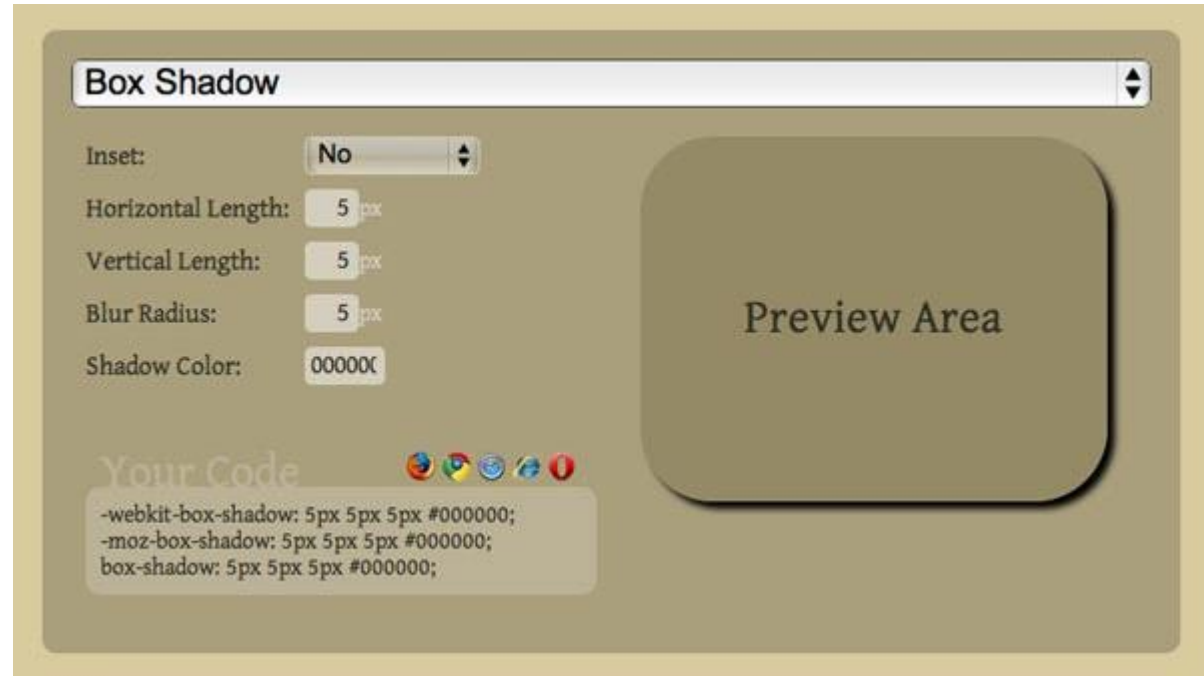 Box Shadow
Inset: No
Horizontal Length: 5 px
Vertical Length: 5 px
Blur Radius: 5 px
Shadow Color: 000000
Preview Area
Your Code
-webkit-box-shadow: 5px 5px 5px #000000;
-moz-box-shadow: 5px 5px 5px #000000;
box-shadow: 5px 5px 5px #000000;